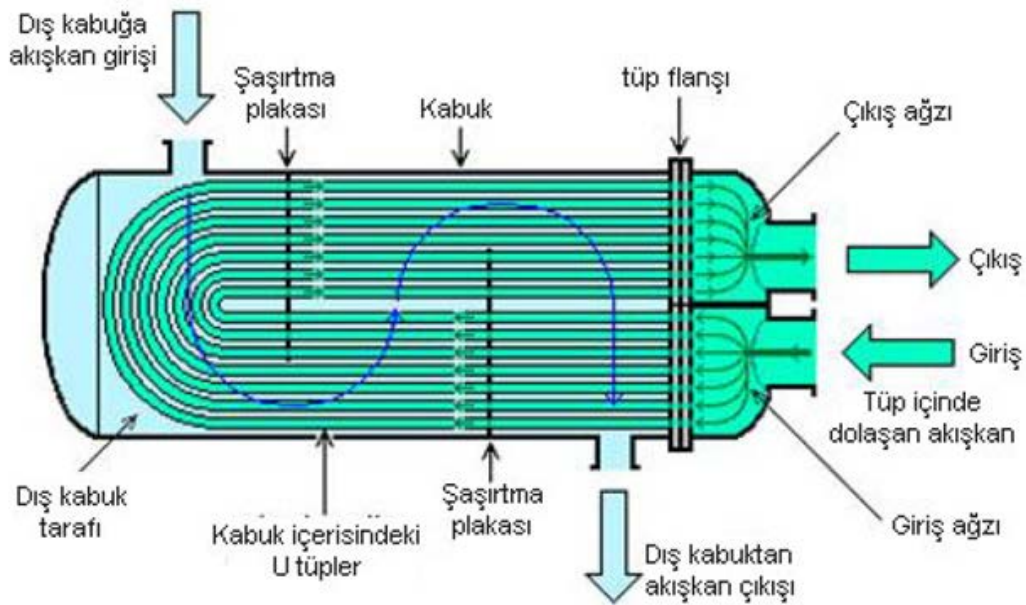 Dış kabuğa
akışkan girişi
Şaşırtma
plakası
Kabuk
tüp flanşı
Çıkış ağzı
Çıkış
Giriş
Tüp içinde
dolaşan akışkan
Dış kabuk
tarafı
Kabuk içerisindeki
U tüpler
Şaşırtma
plakası
Giriş ağzı
Dış kabuktan
akışkan çıkışı